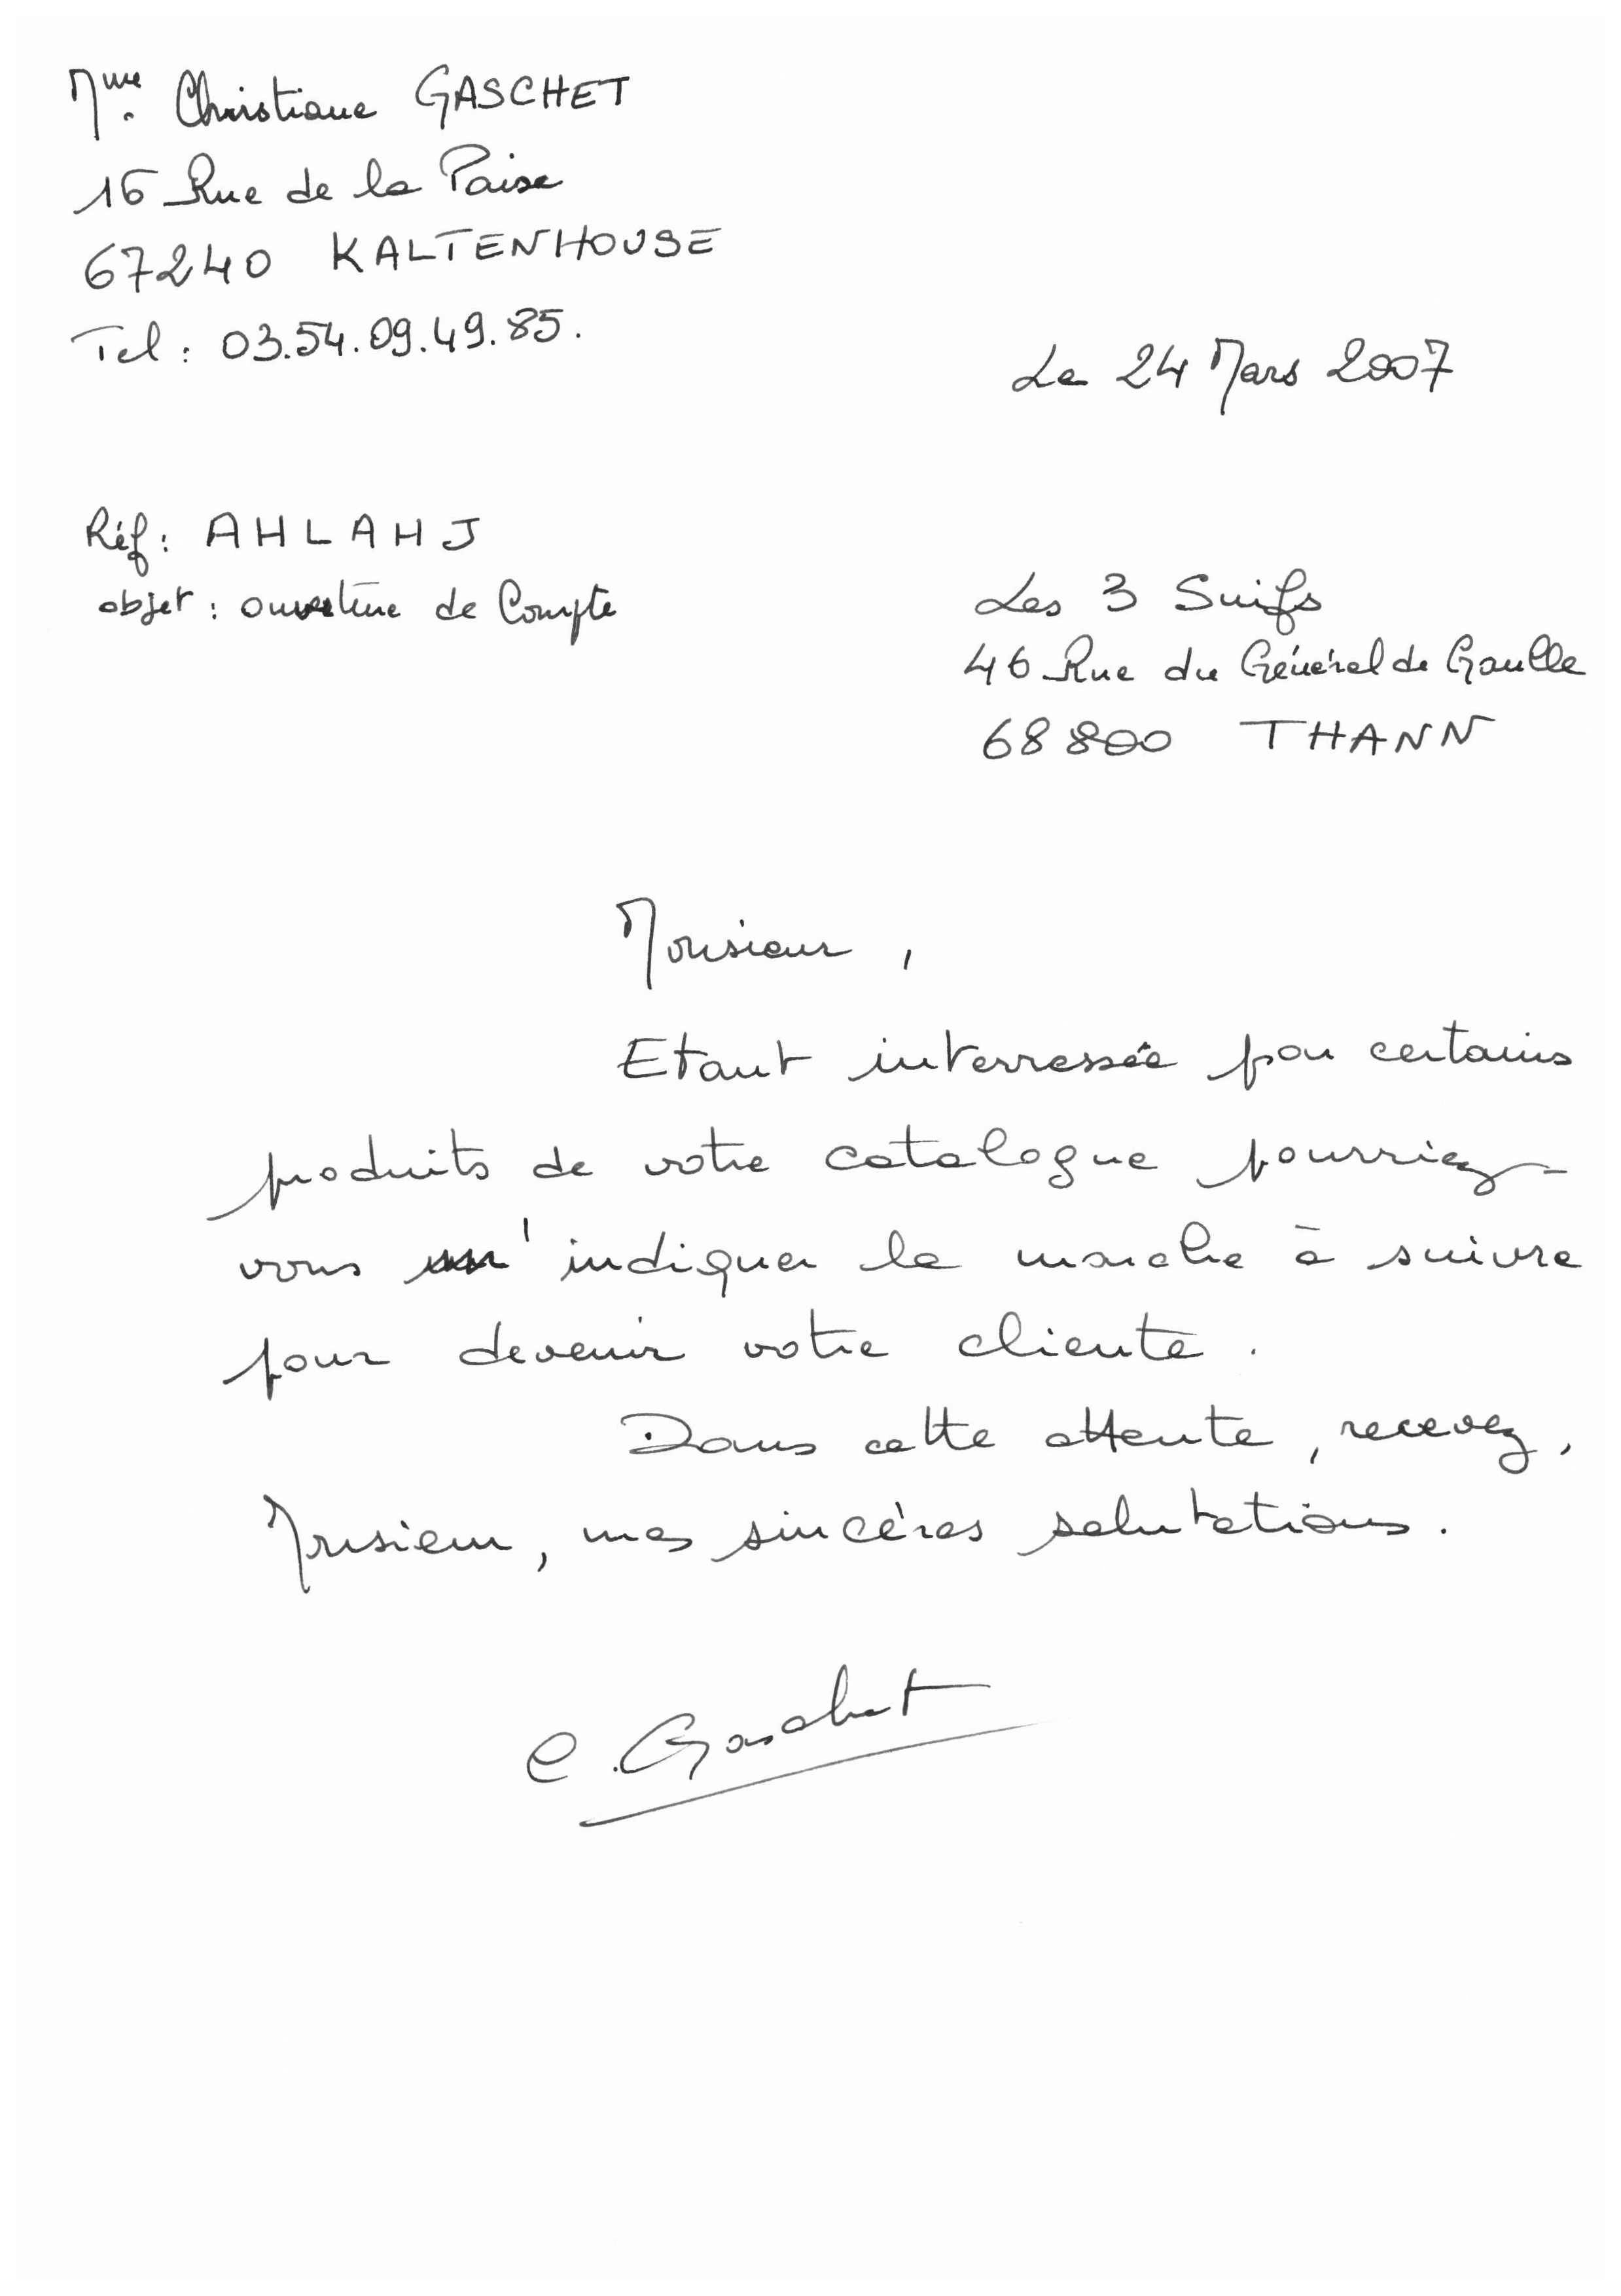 Mme. Christiane GASCHET
16 Rue de la Paix
67240 KALTENHOUSE
Tel : 03.54.09.49.85.
Le 24 Mars 2007
Réf : AHLAHJ
objet : ouverture de Compte
Les 3 Suifs
46 Rue du Général de Gaulle
68800 THANN
Monsieur,
Etant interressée par certains
produits de votre catalogue pourriez-
vous m'indiquer la marche à suivre
pour devenir votre cliente.
Dans cette attente, recevez,
Monsieur, mes sincères salutations.
C. Gaschet